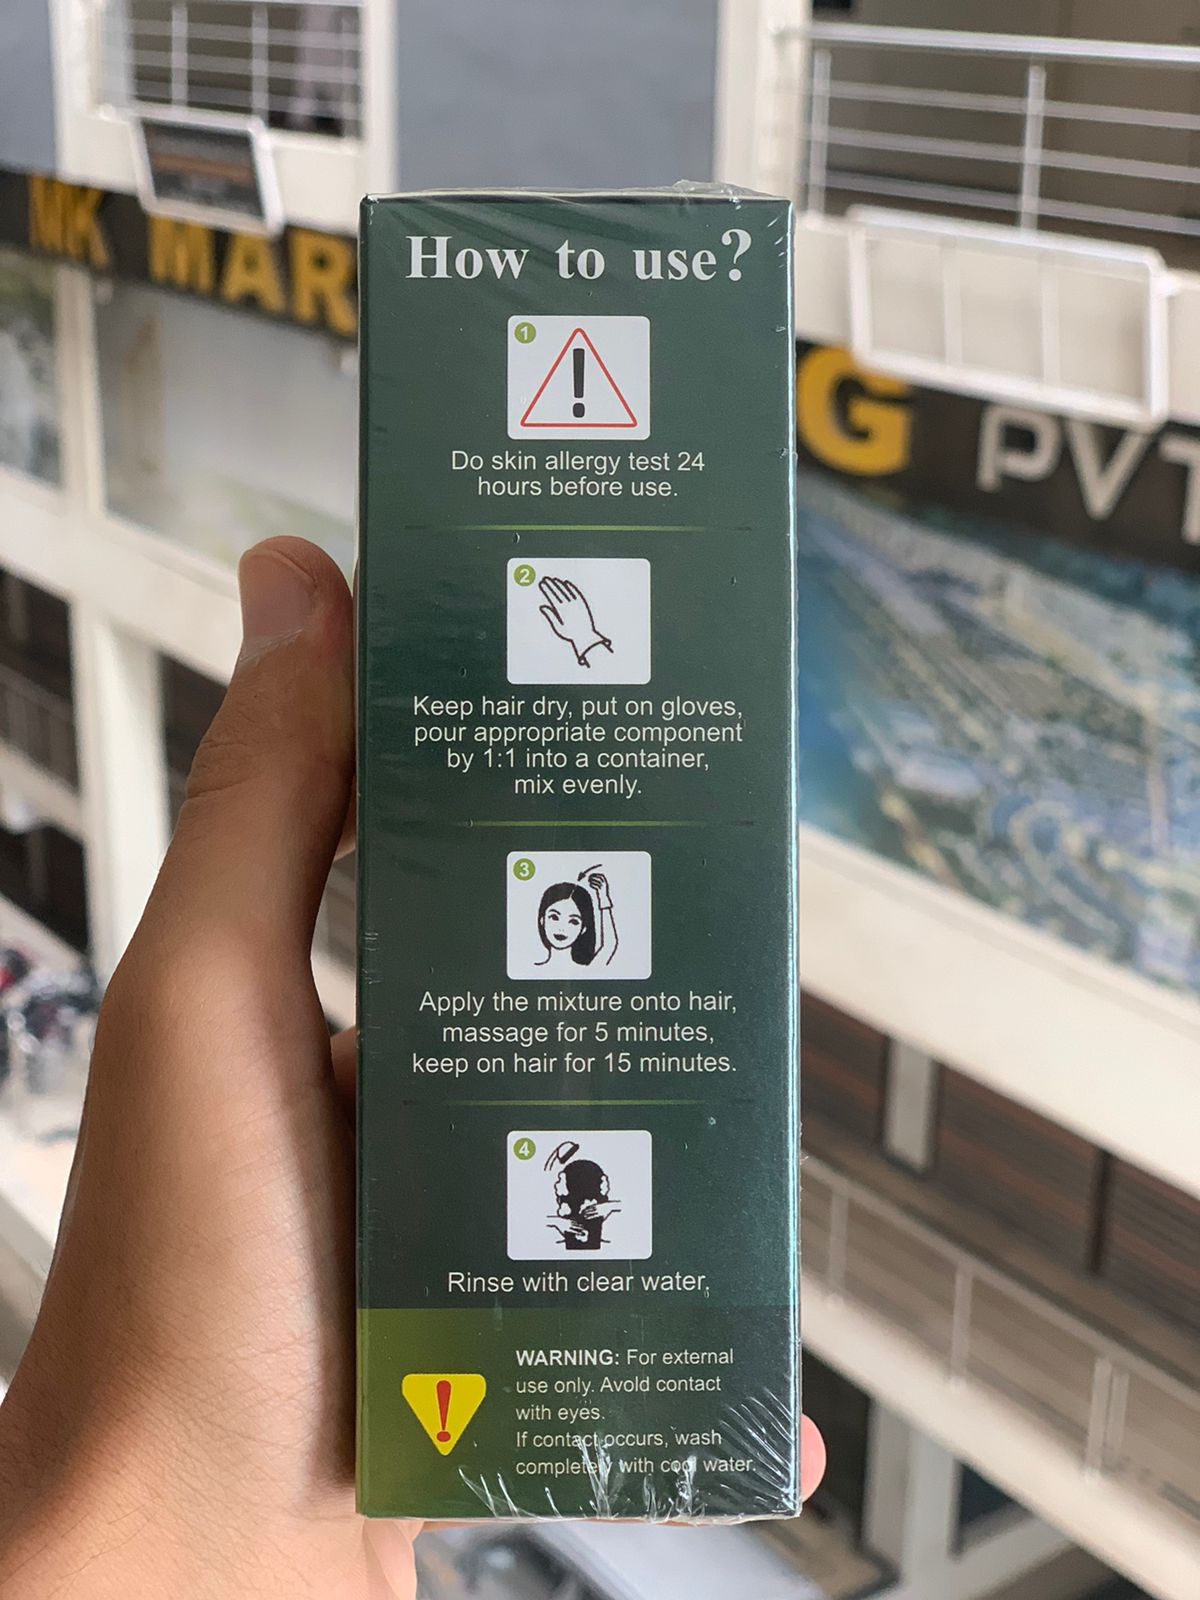 How to use?
1
Do skin allergy test 24
hours before use.
2
Keep hair dry, put on gloves,
pour appropriate component
by 1:1 into a container,
mix evenly.
3
Apply the mixture onto hair,
massage for 5 minutes,
keep on hair for 15 minutes.
4
Rinse with clear water.
WARNING: For external
use only. Avold contact
with eyes.
If contact occurs, wash
completely with cool water.
MK MAR
G PVT